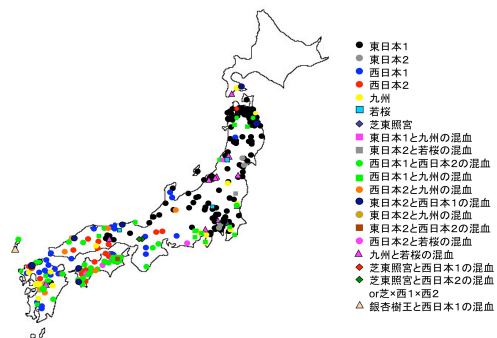 東日本1
東日本2
西日本1
西日本2
九州
若桜
芝東照宮
東日本1と九州の混血
東日本2と若桜の混血
西日本1と西日本2の混血
西日本1と九州の混血
西日本2と九州の混血
東日本2と西日本1の混血
東日本2と九州の混血
東日本2と西日本2の混血
西日本2と若桜の混血
九州と若桜の混血
芝東照宮と西日本1の混血
芝東照宮と西日本2の混血
or芝×西1×西2
銀杏樹王と西日本1の混血